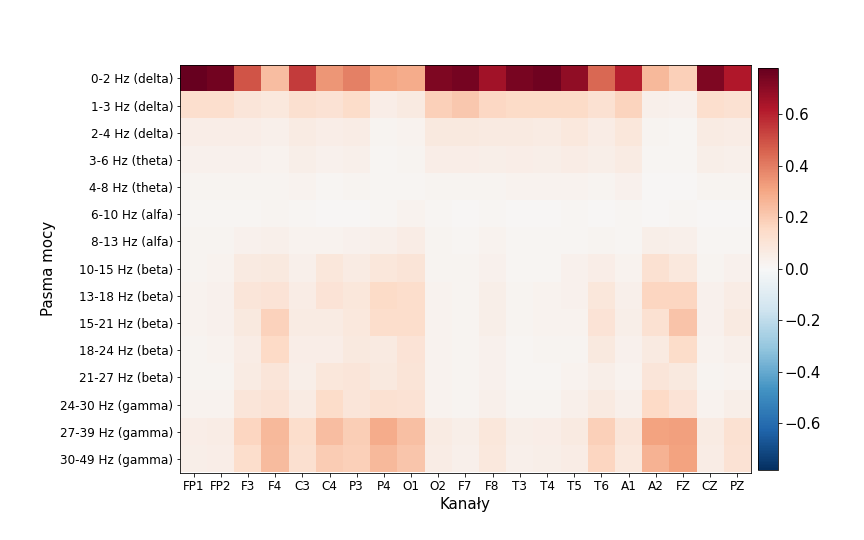 Pasma mocy
0-2 Hz (delta)
1-3 Hz (delta)
2-4 Hz (delta)
3-6 Hz (theta)
4-8 Hz (theta)
6-10 Hz (alfa)
8-13 Hz (alfa)
10-15 Hz (beta)
13-18 Hz (beta)
15-21 Hz (beta)
18-24 Hz (beta)
21-27 Hz (beta)
24-30 Hz (gamma)
27-39 Hz (gamma)
30-49 Hz (gamma)
FP1 FP2 F3 F4 C3 C4 P3 P4 O1 O2 F7 F8 T3 T4 T5 T6 A1 A2 FZ CZ PZ
Kanały
0.6
0.4
0.2
0.0
−0.2
−0.4
−0.6